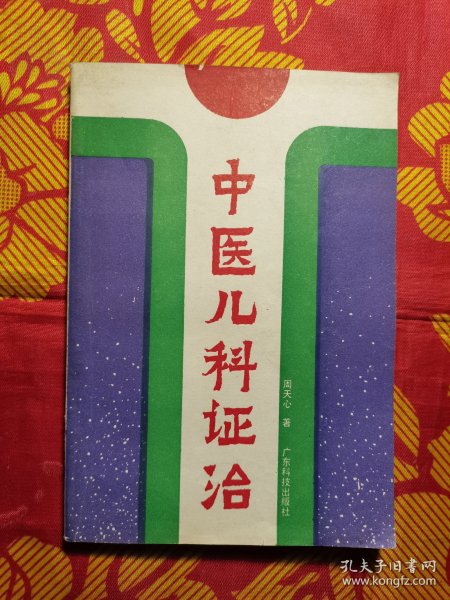 中医儿科证治
周天心 著
广东科技出版社
孔夫子旧书网
www.kongfz.com